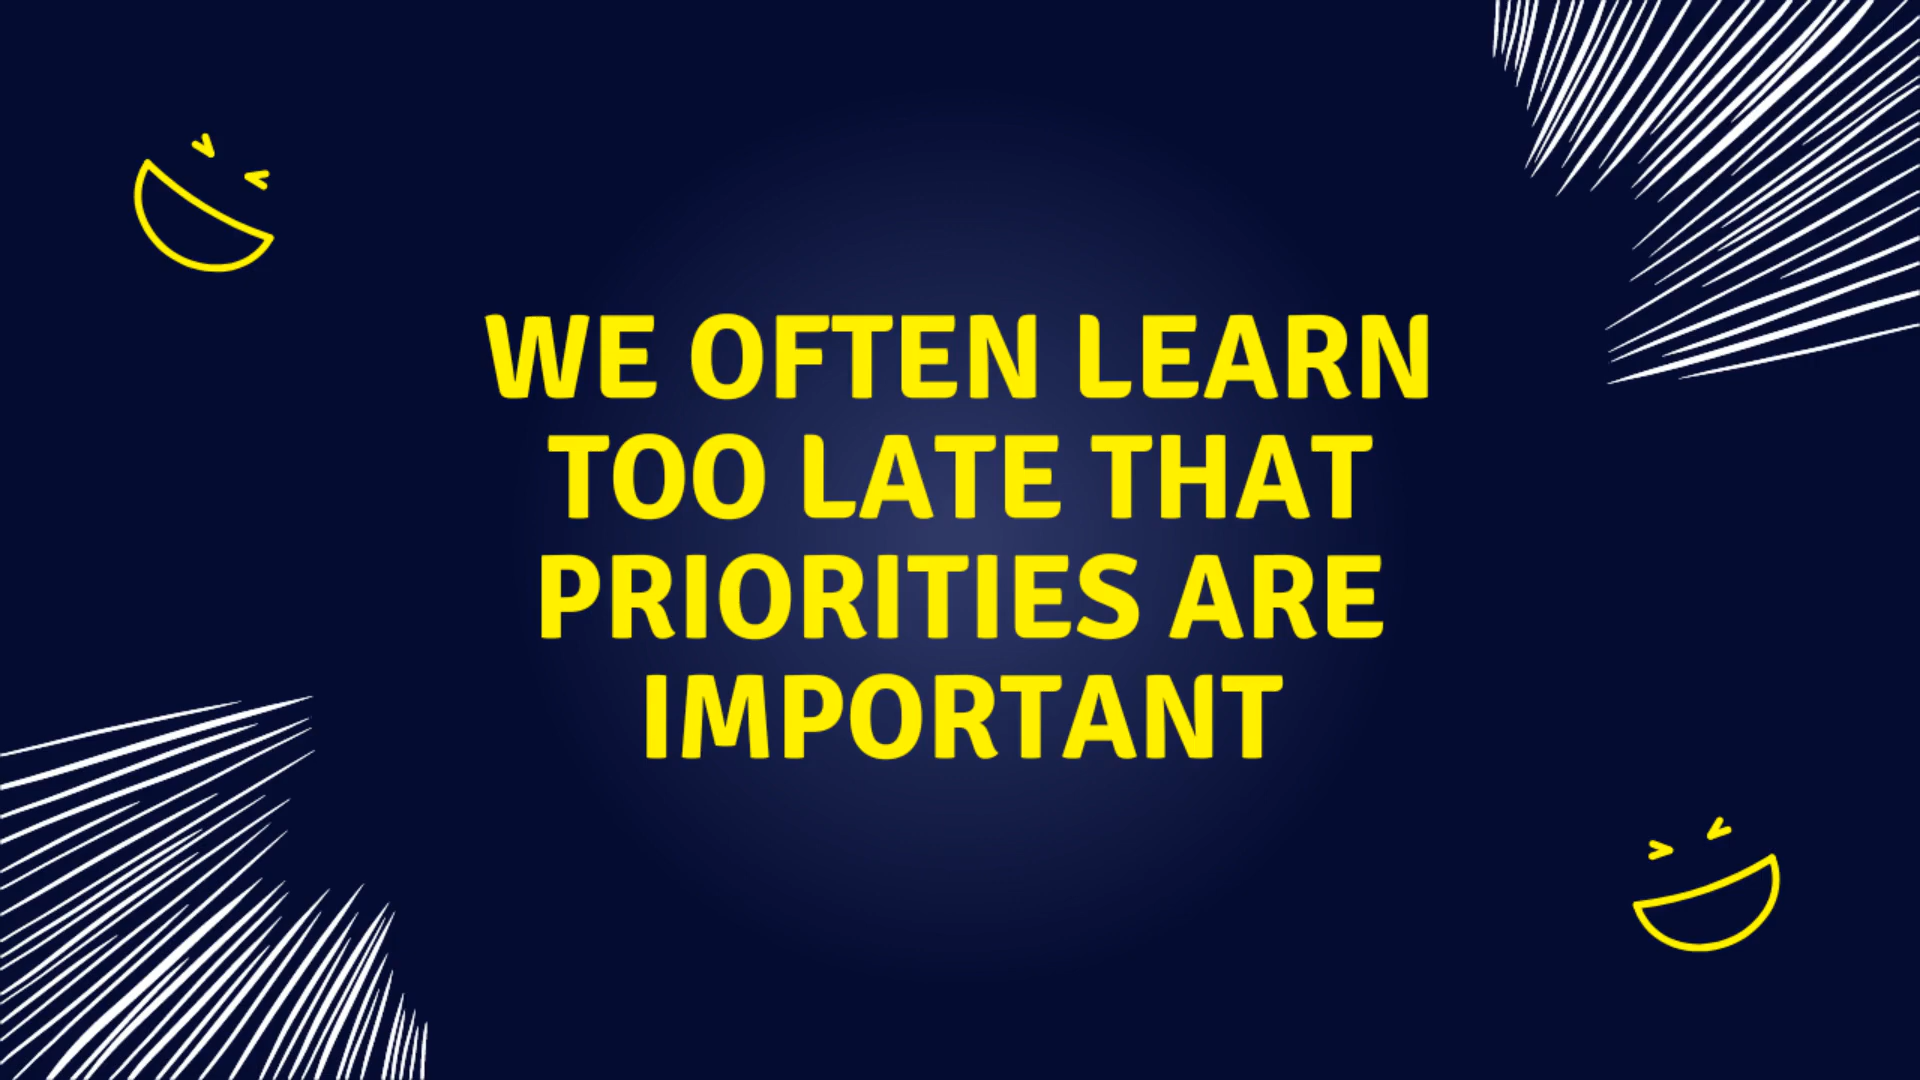 WE OFTEN LEARN
TOO LATE THAT
PRIORITIES ARE
IMPORTANT